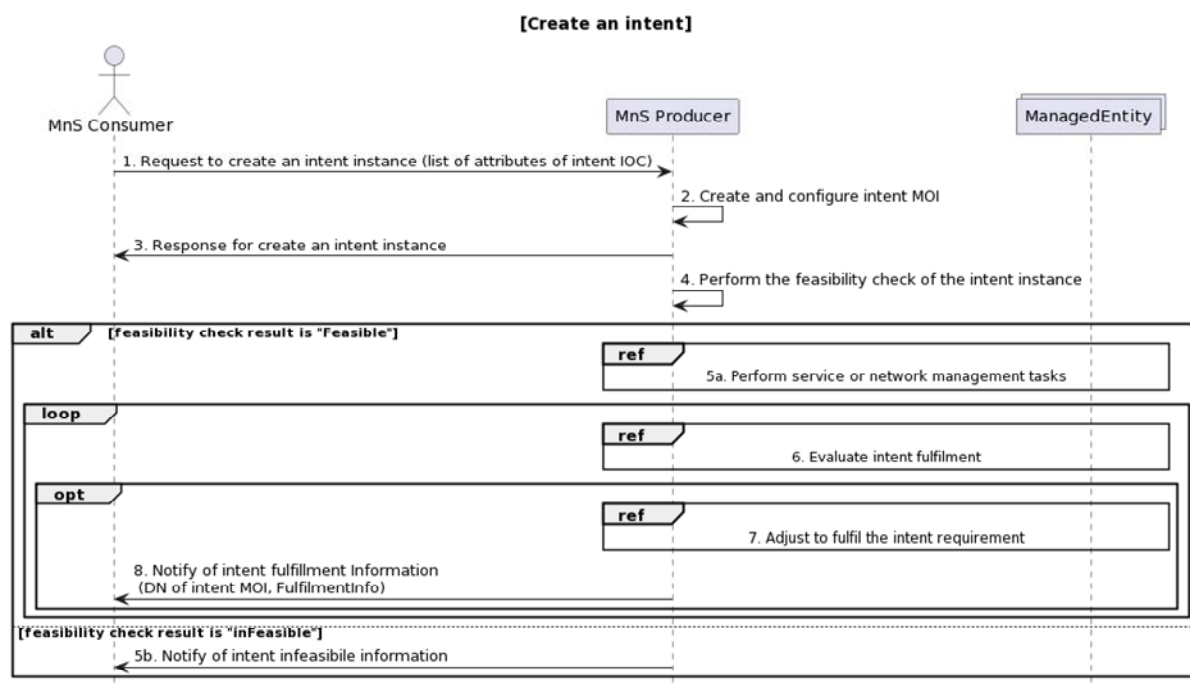 [Create an intent]
MnS Consumer
MnS Producer
ManagedEntity
1. Request to create an intent instance (list of attributes of intent IOC)
2. Create and configure intent MOI
3. Response for create an intent instance
4. Perform the feasibility check of the intent instance
alt [feasibility check result is "Feasible"]
ref
5a. Perform service or network management tasks
loop
ref
6. Evaluate intent fulfilment
opt
ref
7. Adjust to fulfil the intent requirement
8. Notify of intent fulfillment Information
(DN of intent MOI, FulfilmentInfo)
[feasibility check result is "inFeasible"]
5b. Notify of intent infeasibile information